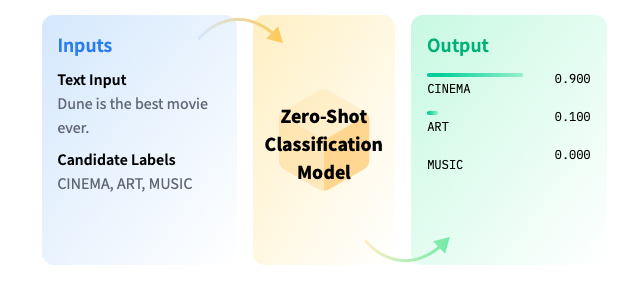 Inputs
Text Input
Dune is the best movie
ever.
Candidate Labels
CINEMA, ART, MUSIC
Zero-Shot
Classification
Model
Output
CINEMA 0.900
ART 0.100
MUSIC 0.000